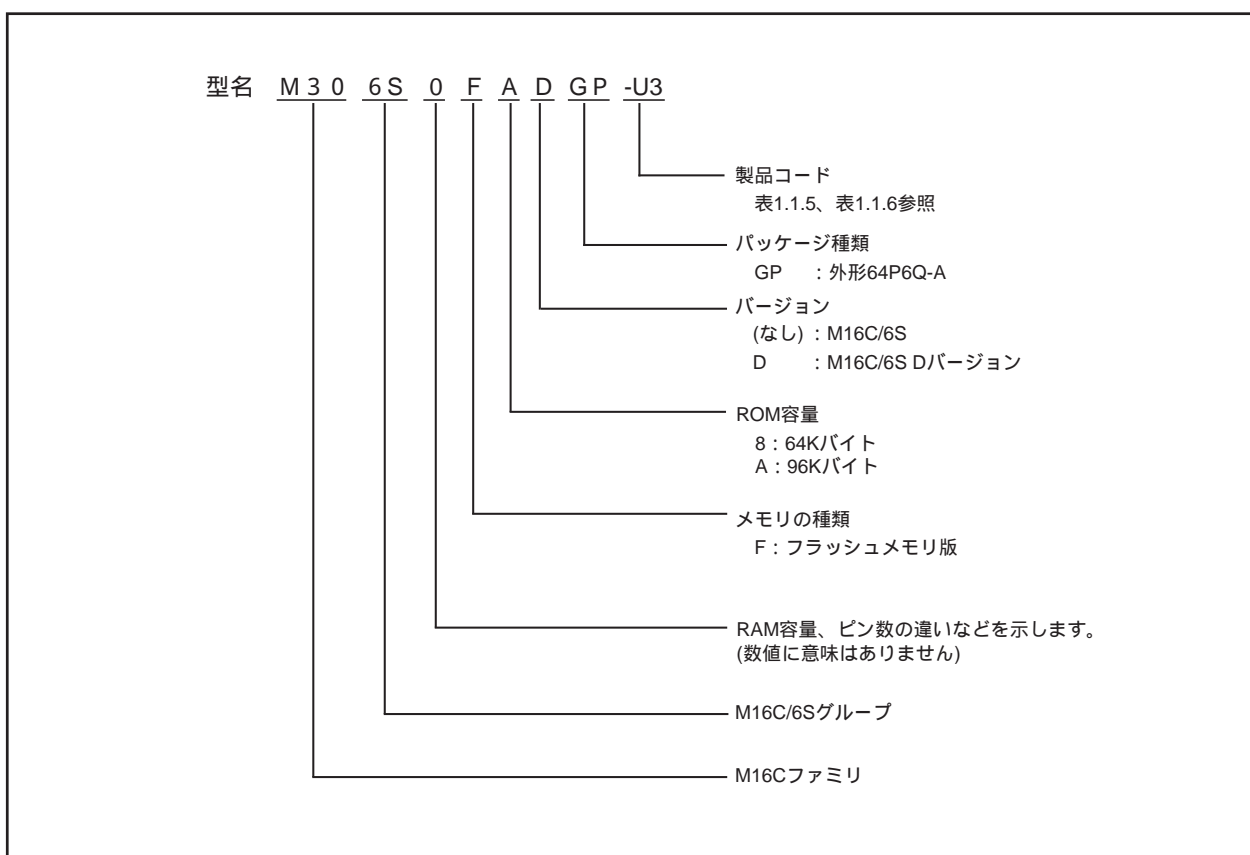 型名 M30 6S 0 F A D GP -U3
製品コード
表1.1.5、表1.1.6参照
パッケージ種類
GP ：外形64P6Q-A
バージョン
(なし)：M16C/6S
D ：M16C/6S Dバージョン
ROM容量
8：64Kバイト
A：96Kバイト
メモリの種類
F：フラッシュメモリ版
RAM容量、ピン数の違いなどを示します。
(数値に意味はありません)
M16C/6Sグループ
M16Cファミリ